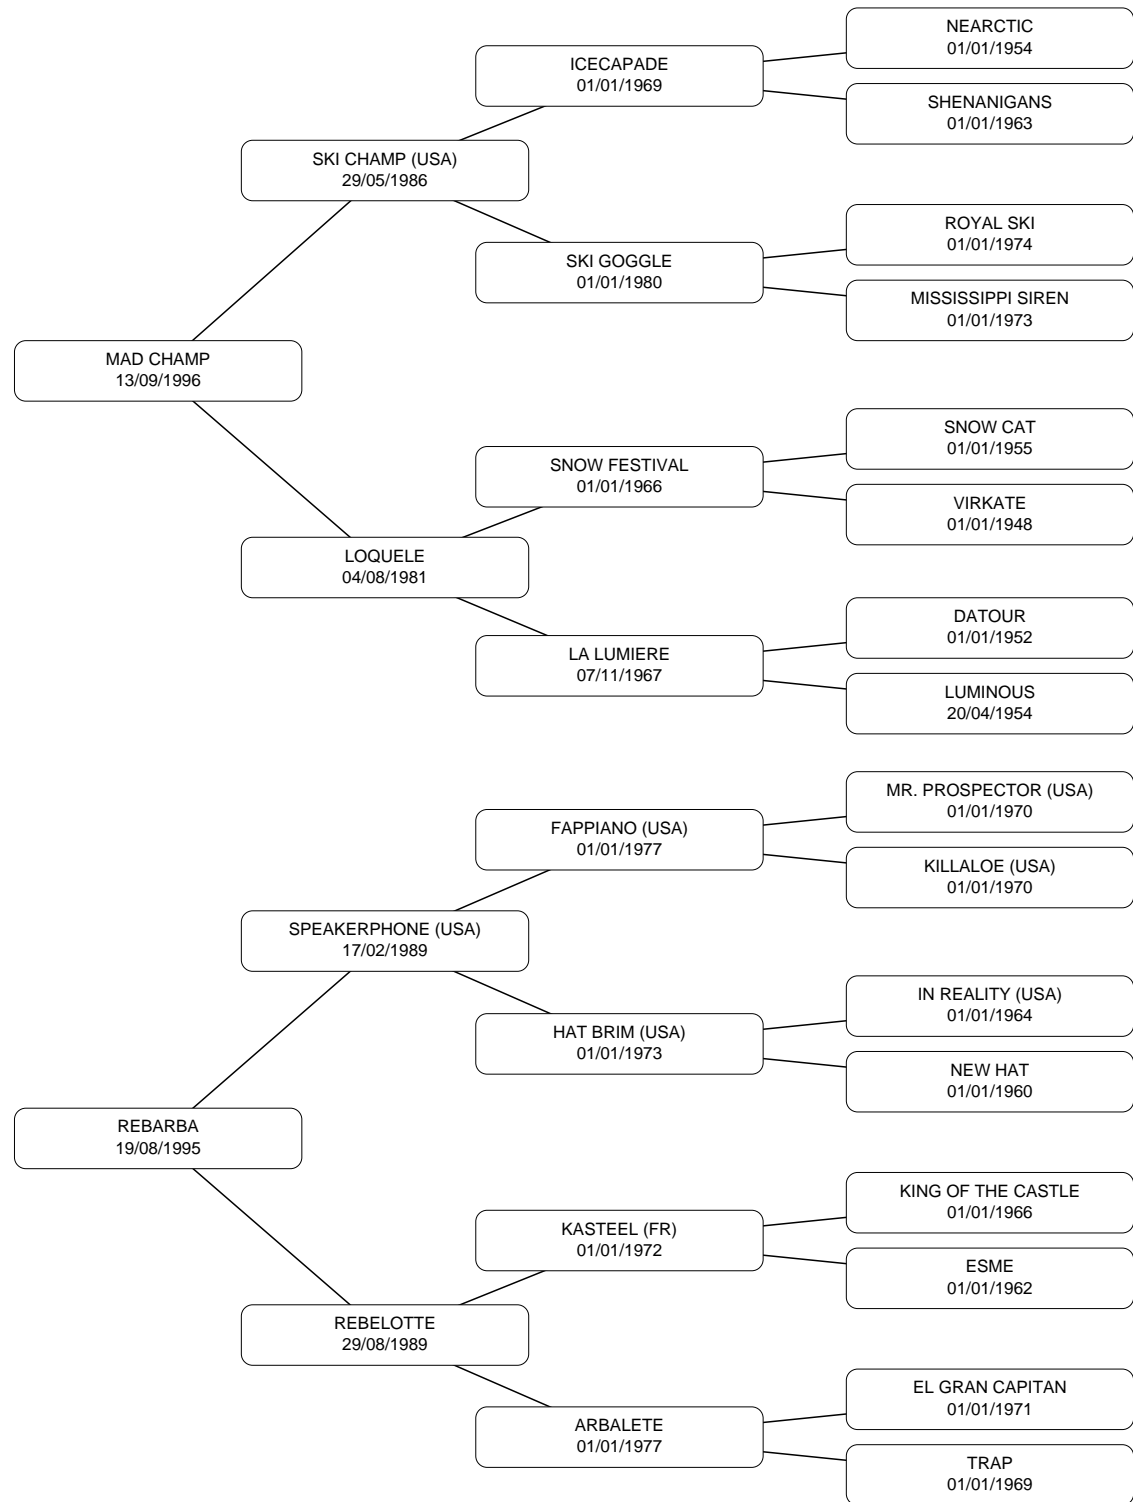 NEARCTIC
01/01/1954
ICECAPADE
01/01/1969
SHENANIGANS
01/01/1963
SKI CHAMP (USA)
29/05/1986
ROYAL SKI
01/01/1974
SKI GOGGLE
01/01/1980
MISSISSIPPI SIREN
01/01/1973
MAD CHAMP
13/09/1996
SNOW CAT
01/01/1955
SNOW FESTIVAL
01/01/1966
VIRKATE
01/01/1948
LOQUELE
04/08/1981
DATOUR
01/01/1952
LA LUMIERE
07/11/1967
LUMINOUS
20/04/1954
MR. PROSPECTOR (USA)
01/01/1970
FAPPIANO (USA)
01/01/1977
KILLALOE (USA)
01/01/1970
SPEAKERPHONE (USA)
17/02/1989
IN REALITY (USA)
01/01/1964
HAT BRIM (USA)
01/01/1973
NEW HAT
01/01/1960
REBARBA
19/08/1995
KING OF THE CASTLE
01/01/1966
KASTEEL (FR)
01/01/1972
ESME
01/01/1962
REBELOTTE
29/08/1989
EL GRAN CAPITAN
01/01/1971
ARBALETE
01/01/1977
TRAP
01/01/1969